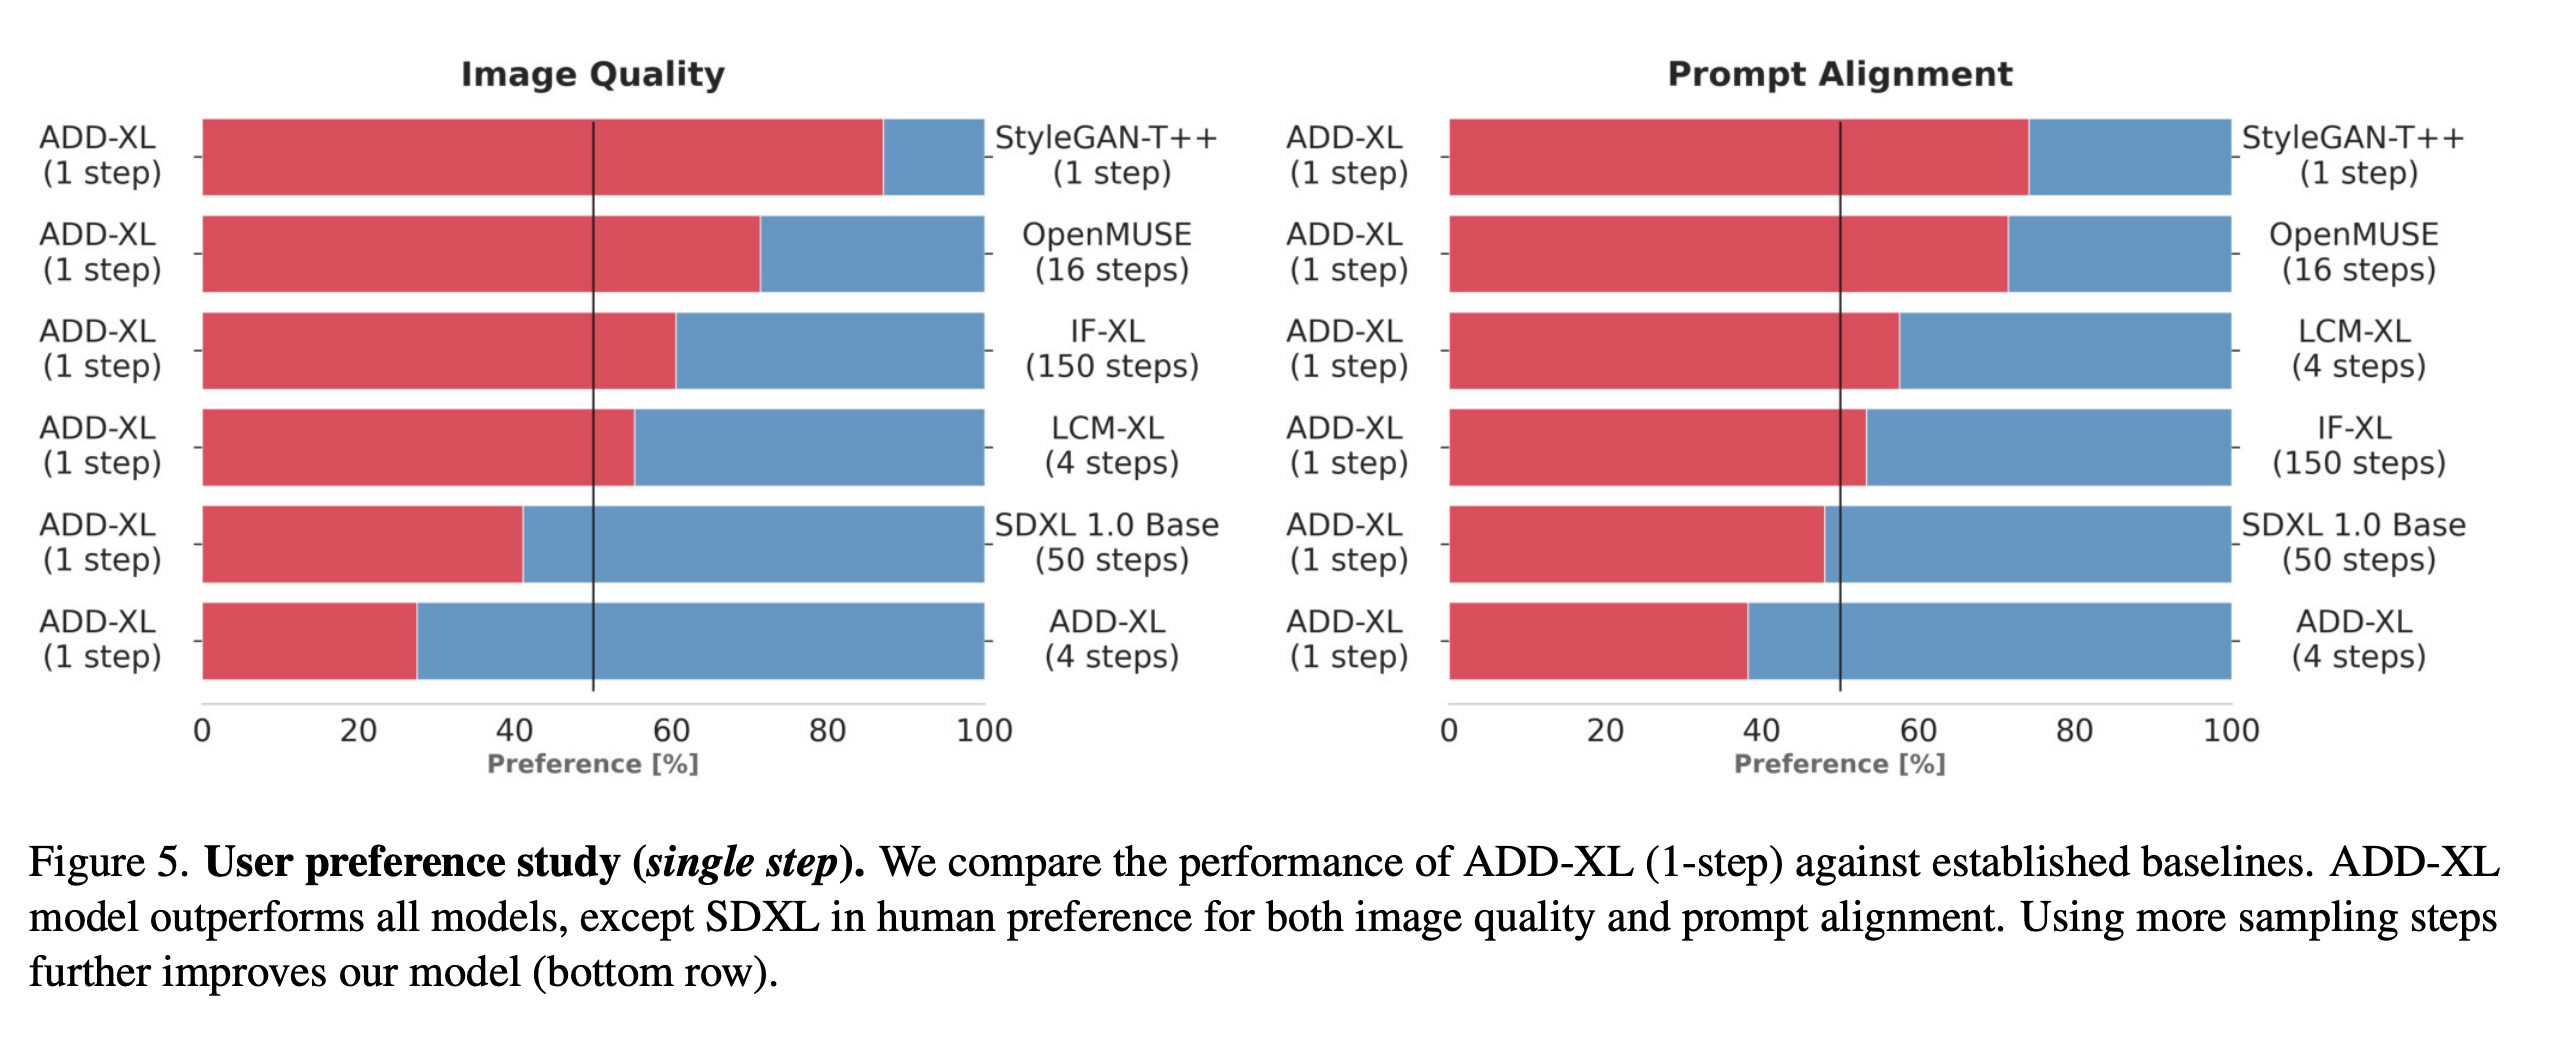 Image Quality
ADD-XL
(1 step)
StyleGAN-T++
(1 step)
ADD-XL
(1 step)
OpenMUSE
(16 steps)
ADD-XL
(1 step)
IF-XL
(150 steps)
ADD-XL
(1 step)
LCM-XL
(4 steps)
ADD-XL
(1 step)
SDXL 1.0 Base
(50 steps)
ADD-XL
(1 step)
ADD-XL
(4 steps)
0 20 40 60 80 100
Preference [%]
Prompt Alignment
ADD-XL
(1 step)
StyleGAN-T++
(1 step)
ADD-XL
(1 step)
OpenMUSE
(16 steps)
ADD-XL
(1 step)
LCM-XL
(4 steps)
ADD-XL
(1 step)
IF-XL
(150 steps)
ADD-XL
(1 step)
SDXL 1.0 Base
(50 steps)
ADD-XL
(1 step)
ADD-XL
(4 steps)
0 20 40 60 80 100
Preference [%]
Figure 5. User preference study (single step). We compare the performance of ADD-XL (1-step) against established baselines. ADD-XL
model outperforms all models, except SDXL in human preference for both image quality and prompt alignment. Using more sampling steps
further improves our model (bottom row).